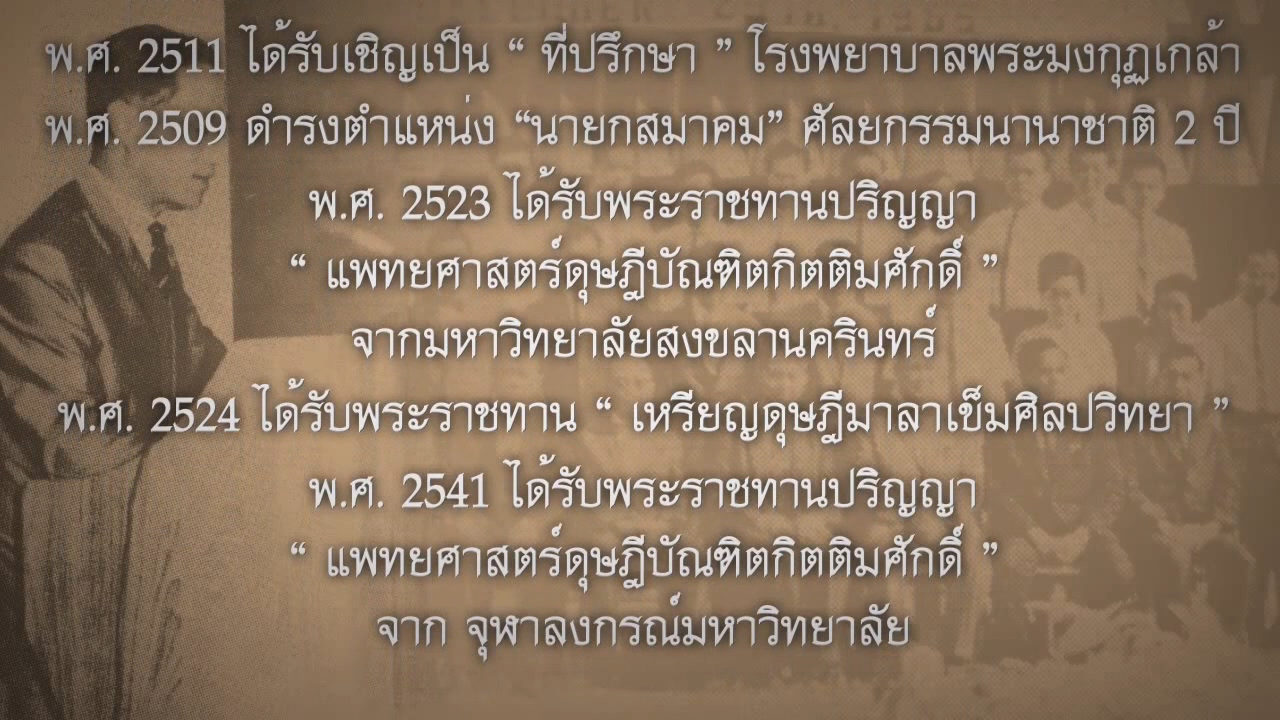 พ.ศ. 2511 ได้รับเชิญเป็น “ ที่ปรึกษา ” โรงพยาบาลพระมงกุฏเกล้า
พ.ศ. 2509 ดำรงตำแหน่ง “นายกสมาคม” ศัลยกรรมนานาชาติ 2 ปี
พ.ศ. 2523 ได้รับพระราชทานปริญญา
“ แพทยศาสตร์ดุษฎีบัณฑิตกิตติมศักดิ์ ”
จากมหาวิทยาลัยสงขลานครินทร์
พ.ศ. 2524 ได้รับพระราชทาน “ เหรียญดุษฎีมาลาเข็มศิลปวิทยา ”
พ.ศ. 2541 ได้รับพระราชทานปริญญา
“ แพทยศาสตร์ดุษฎีบัณฑิตกิตติมศักดิ์ ”
จาก จุฬาลงกรณ์มหาวิทยาลัย